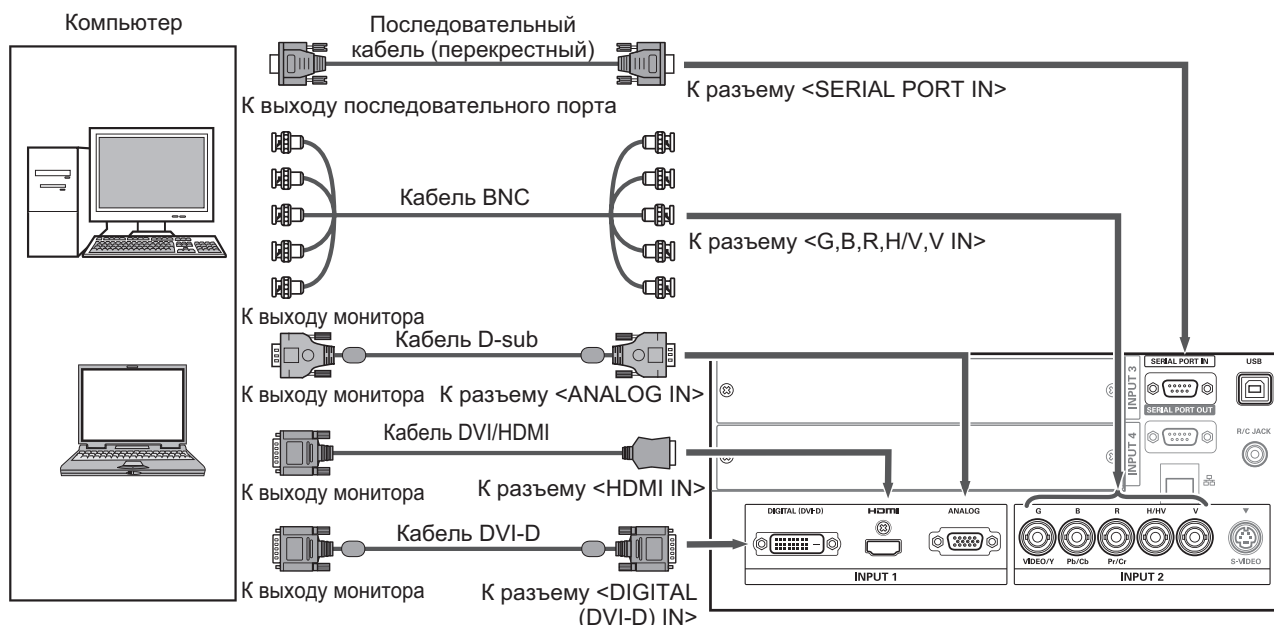 Компьютер
Последовательный
кабель (перекрестный)
К выходу последовательного порта
К разъему <SERIAL PORT IN>
Кабель BNC
К разъему <G,B,R,H/V,V IN>
К выходу монитора
Кабель D-sub
К выходу монитора
К разъему <ANALOG IN>
Кабель DVI/HDMI
К выходу монитора
К разъему <HDMI IN>
Кабель DVI-D
К выходу монитора
К разъему <DIGITAL
(DVI-D) IN>
INPUT 3
SERIAL PORT IN
USB
SERIAL PORT OUT
INPUT 4
R/C JACK
DIGITAL (DVI-D)
HDMI
ANALOG
INPUT 1
G
B
R
H/HV
V
VIDEO/Y
Pb/Cb
Pr/Cr
S-VIDEO
INPUT 2